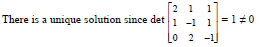 There is a unique solution since det [2 1 1; 1 -1 1; 0 2 -1] = 1 ≠ 0